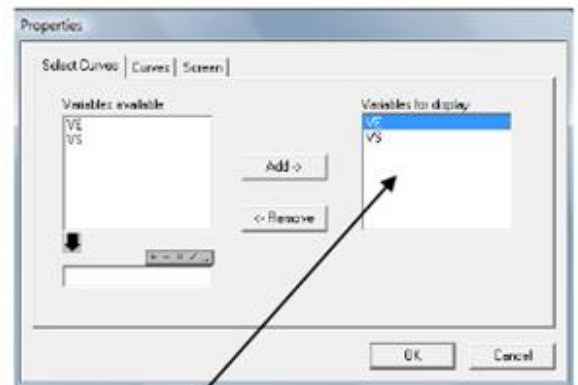 Properties
Select Curves
Curves
Screen
Variables available
VE
VS
Variables for display
VE
VS
Add ->
<- Remove
OK
Cancel